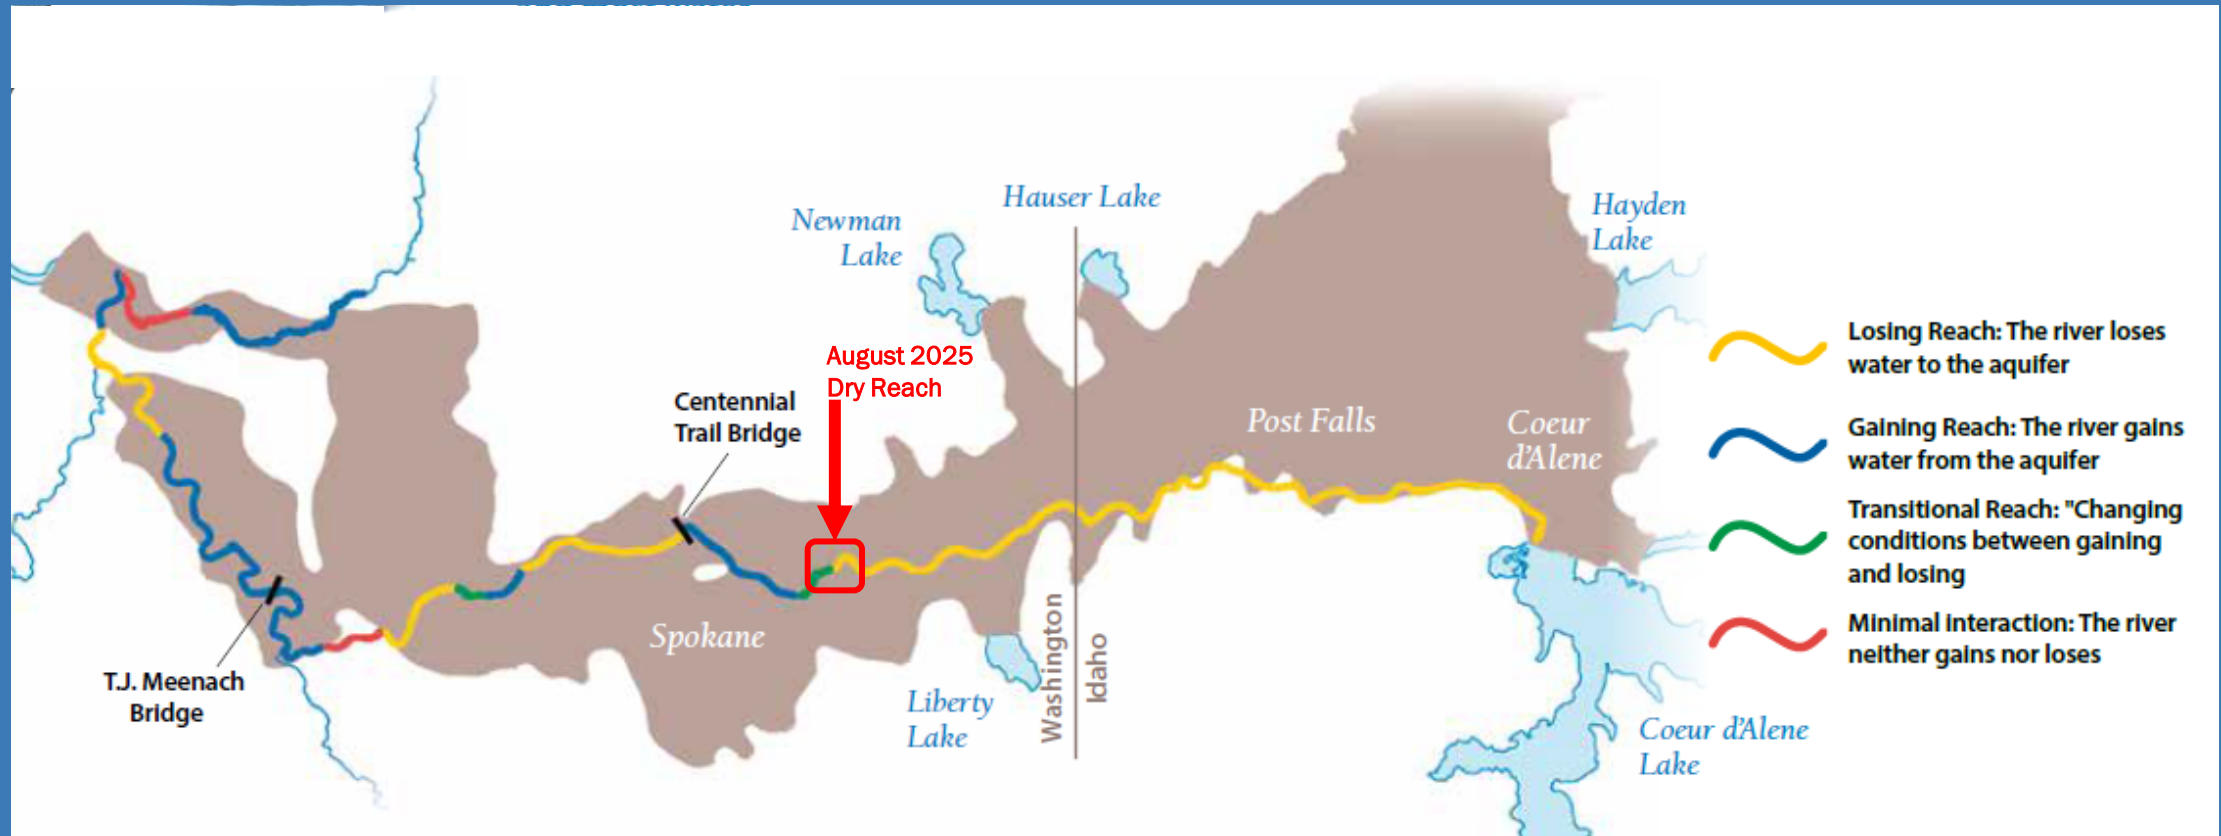 Hauser Lake
Newman
Lake
Hayden
Lake
August 2025
Dry Reach
Centennial
Trail Bridge
Post Falls
Coeur
d'Alene
Spokane
T.J. Meenach
Bridge
Liberty
Lake
Washington
Idaho
Coeur d'Alene
Lake
Losing Reach: The river loses
water to the aquifer
Gaining Reach: The river gains
water from the aquifer
Transitional Reach: "Changing
conditions between gaining
and losing
Minimal interaction: The river
neither gains nor loses